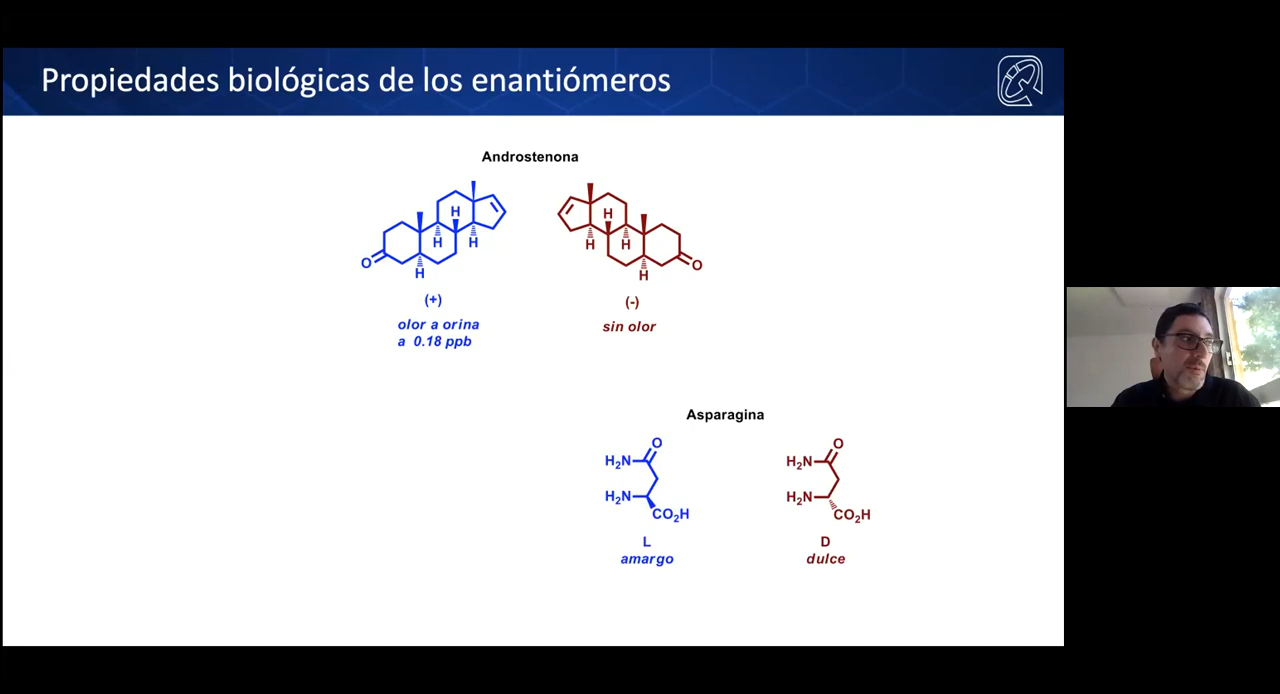 Propiedades biológicas de los enantiómeros
Androstenona
H
H
H
H
O
(+)
olor a orina
a 0.18 ppb
H
H
H
H
O
(-)
sin olor
Asparagina
O
H₂N
H₂N
CO₂H
L
amargo
O
H₂N
H₂N
CO₂H
D
dulce